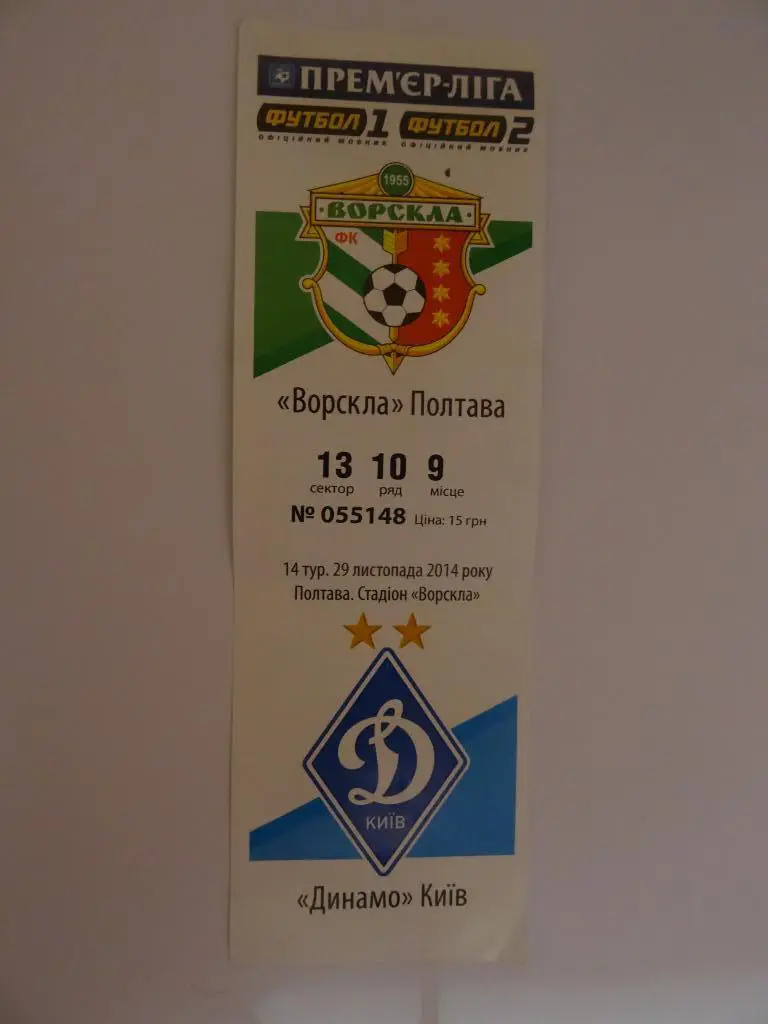 ПРЕМ'ЄР-ЛІГА
ФУТБОЛ 1 ФУТБОЛ 2
ОФІЦІЙНИЙ МОВНИК ОФІЦІЙНИЙ МОВНИК
1955
·ВОРСКЛА·
ФК
«Ворскла» Полтава
13 10 9
сектор ряд місце
№ 055148 Ціна: 15 грн
14 тур. 29 листопада 2014 року
Полтава. Стадіон «Ворскла»
Д
КИЇВ
«Динамо» Київ